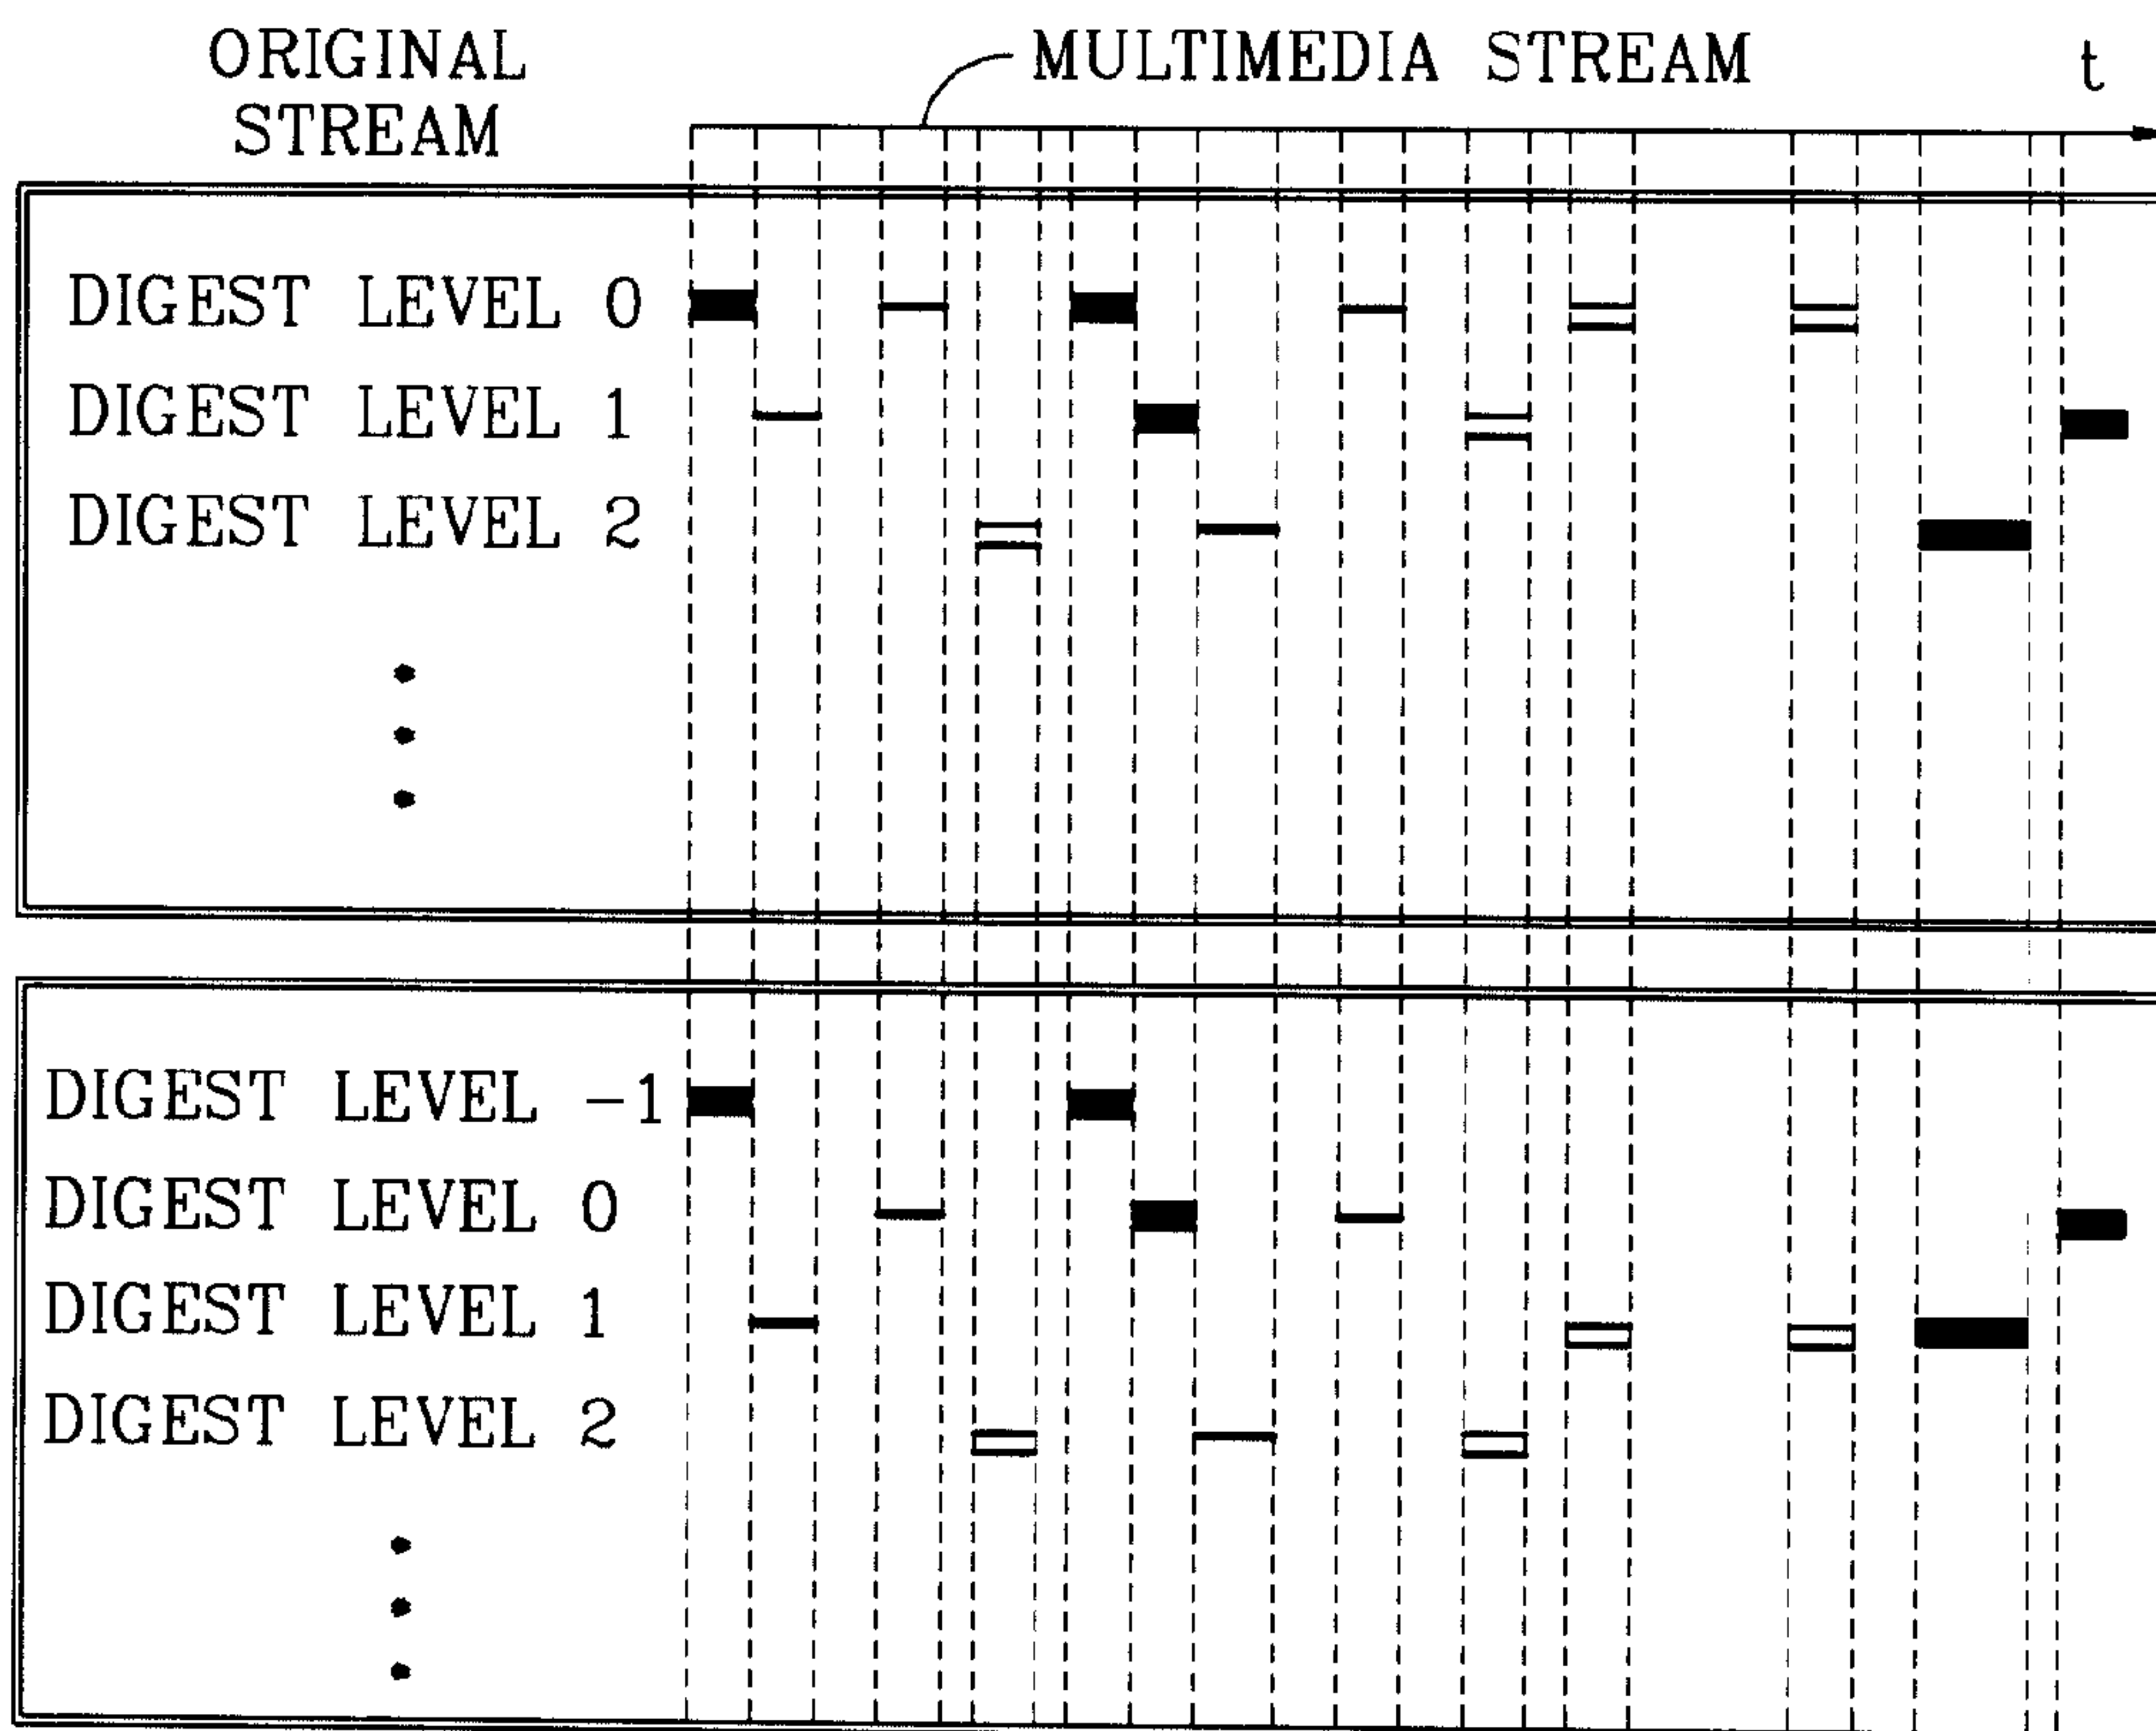 ORIGINAL
STREAM
MULTIMEDIA STREAM
t
DIGEST LEVEL 0
DIGEST LEVEL 1
DIGEST LEVEL 2
DIGEST LEVEL -1
DIGEST LEVEL 0
DIGEST LEVEL 1
DIGEST LEVEL 2